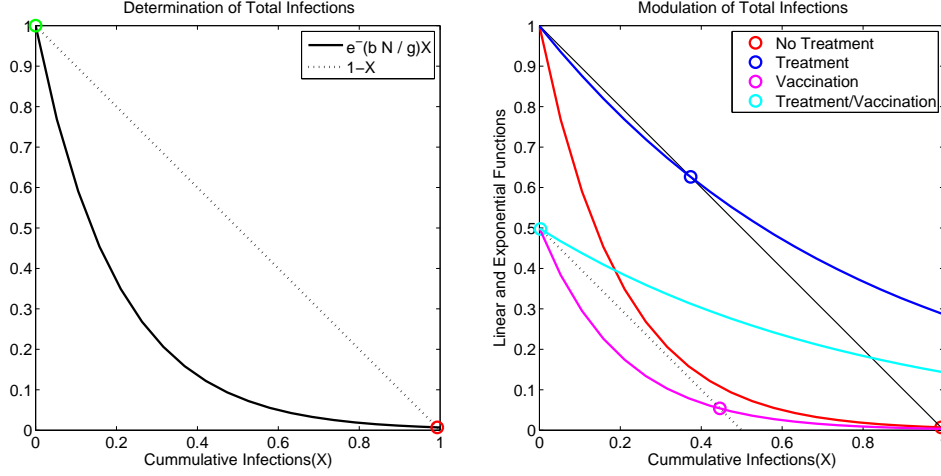 Determination of Total Infections
1
0.9
0.8
0.7
0.6
0.5
0.4
0.3
0.2
0.1
0
0 0.2 0.4 0.6 0.8 1
Cummulative Infections(X)
e⁻(b N / g)X
1−X
Modulation of Total Infections
Linear and Exponential Functions
1
0.9
0.8
0.7
0.6
0.5
0.4
0.3
0.2
0.1
0
0 0.2 0.4 0.6 0.8
Cummulative Infections(X)
No Treatment
Treatment
Vaccination
Treatment/Vaccination